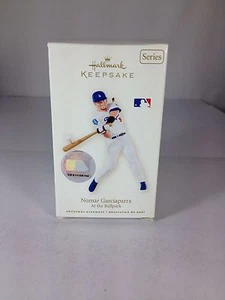 Series
Hallmark
KEEPSAKE
Nomar Garciaparra
At the Ballpark